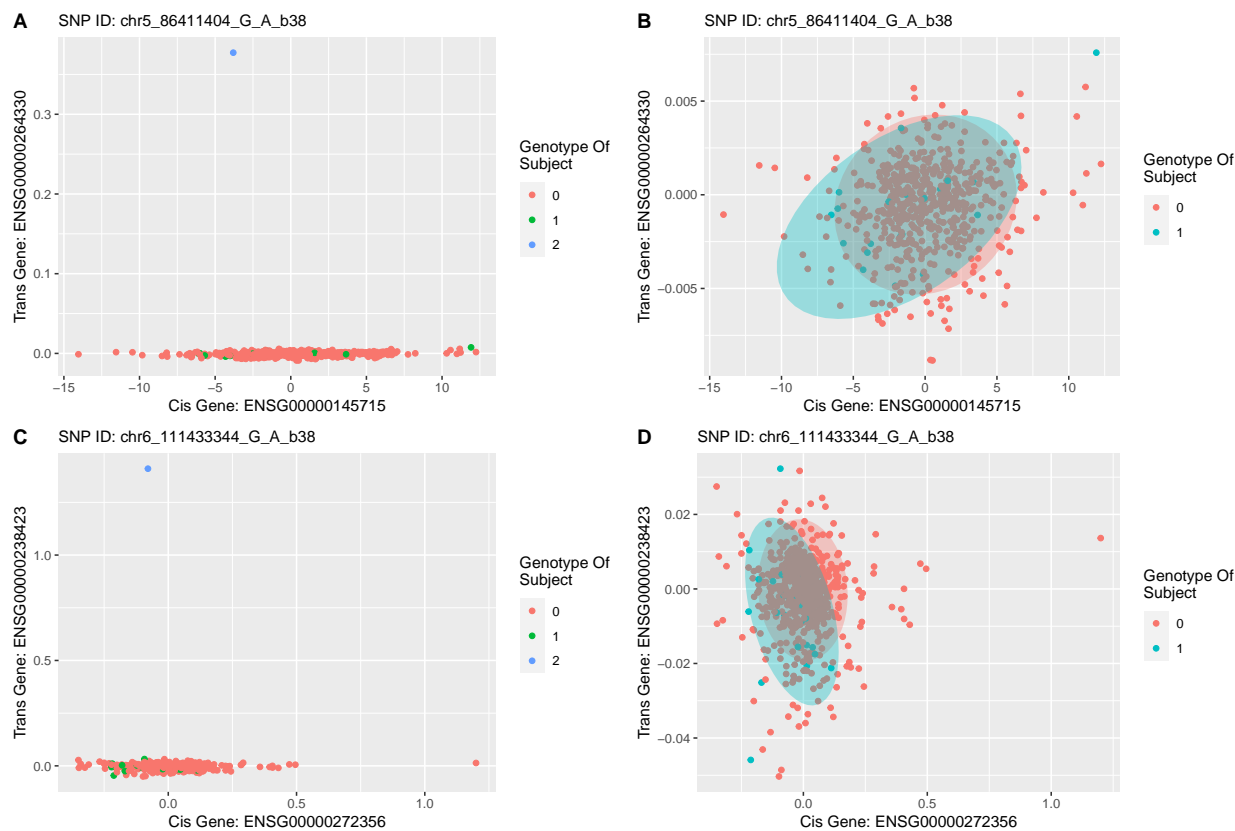 A
SNP ID: chr5_86411404_G_A_b38
Trans Gene: ENSG00000264330
0.3
0.2
0.1
0.0
−15
−10
−5
0
5
10
Cis Gene: ENSG00000145715
Genotype Of
Subject
0
1
2
B
SNP ID: chr5_86411404_G_A_b38
Trans Gene: ENSG00000264330
0.005
0.000
−0.005
−15
−10
−5
0
5
10
Cis Gene: ENSG00000145715
Genotype Of
Subject
0
1
C
SNP ID: chr6_111433344_G_A_b38
Trans Gene: ENSG00000238423
1.0
0.5
0.0
0.0
0.5
1.0
Cis Gene: ENSG00000272356
Genotype Of
Subject
0
1
2
D
SNP ID: chr6_111433344_G_A_b38
Trans Gene: ENSG00000238423
0.02
0.00
−0.02
−0.04
0.0
0.5
1.0
Cis Gene: ENSG00000272356
Genotype Of
Subject
0
1